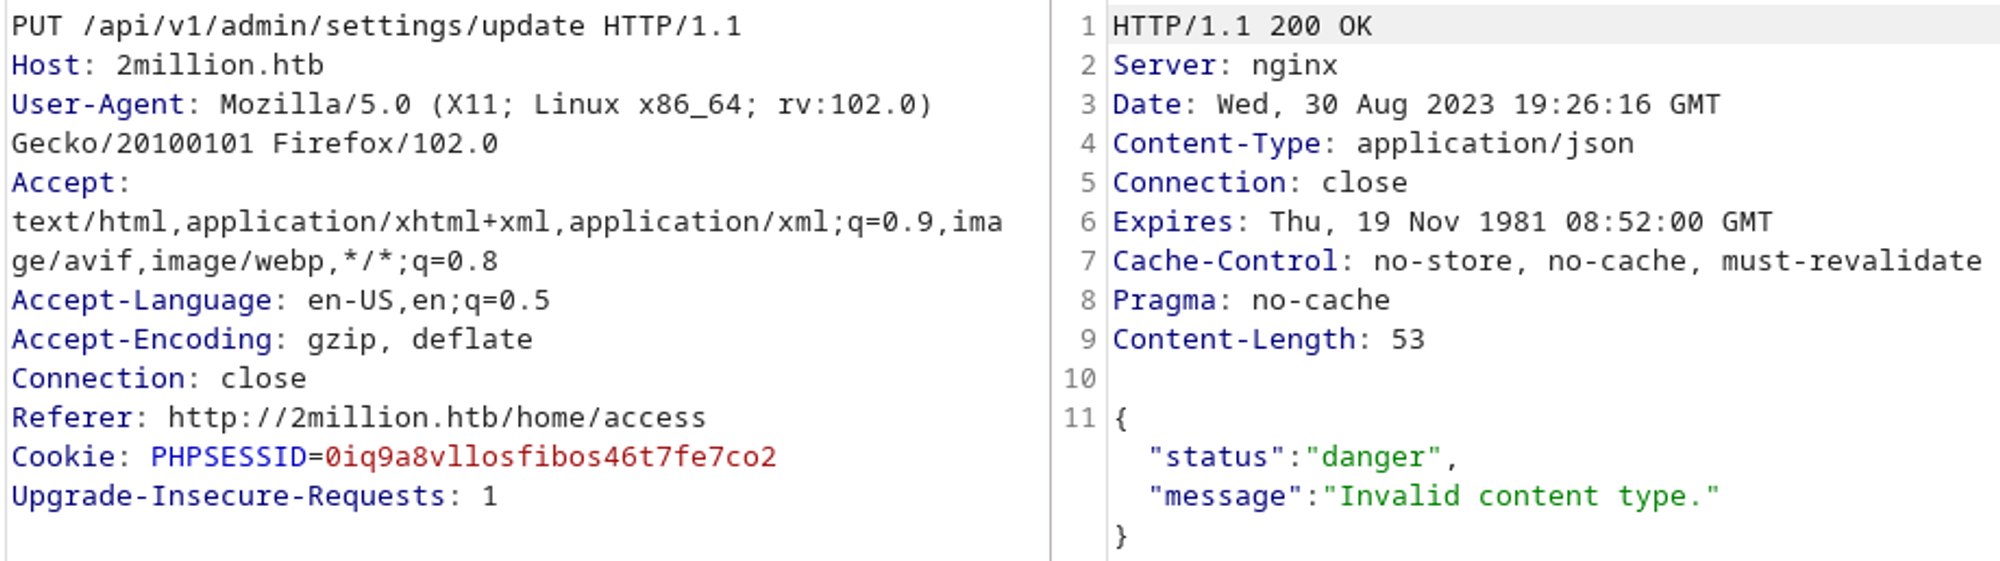 PUT /api/v1/admin/settings/update HTTP/1.1
Host: 2million.htb
User-Agent: Mozilla/5.0 (X11; Linux x86_64; rv:102.0)
Gecko/20100101 Firefox/102.0
Accept:
text/html,application/xhtml+xml,application/xml;q=0.9,ima
ge/avif,image/webp,*/*;q=0.8
Accept-Language: en-US,en;q=0.5
Accept-Encoding: gzip, deflate
Connection: close
Referer: http://2million.htb/home/access
Cookie: PHPSESSID=0iq9a8vllosfibos46t7fe7co2
Upgrade-Insecure-Requests: 1
1 HTTP/1.1 200 OK
2 Server: nginx
3 Date: Wed, 30 Aug 2023 19:26:16 GMT
4 Content-Type: application/json
5 Connection: close
6 Expires: Thu, 19 Nov 1981 08:52:00 GMT
7 Cache-Control: no-store, no-cache, must-revalidate
8 Pragma: no-cache
9 Content-Length: 53
10
11 {
"status":"danger",
"message":"Invalid content type."
}